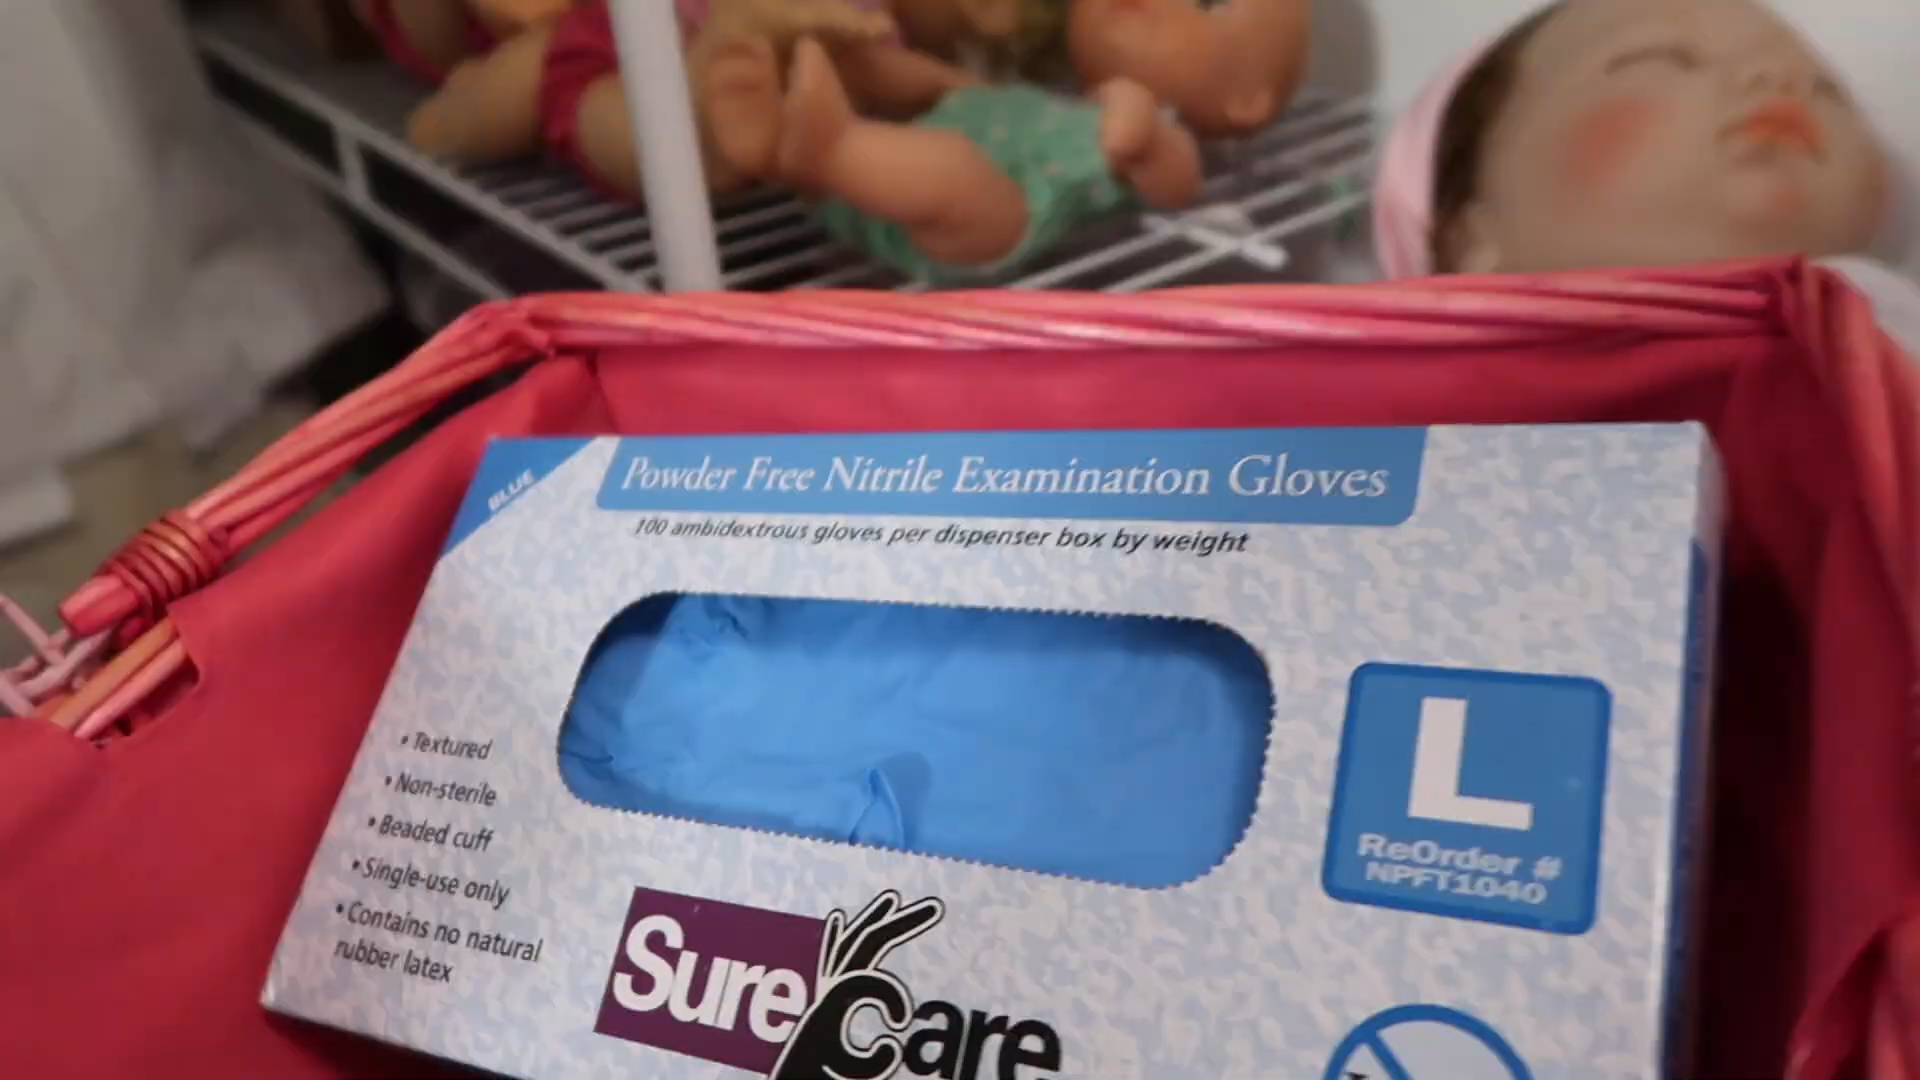 BLUE
Powder Free Nitrile Examination Gloves
100 ambidextrous gloves per dispenser box by weight
• Textured
• Non-sterile
• Beaded cuff
• Single-use only
• Contains no natural
rubber latex
L
ReOrder #
NPFT1040
SureCare